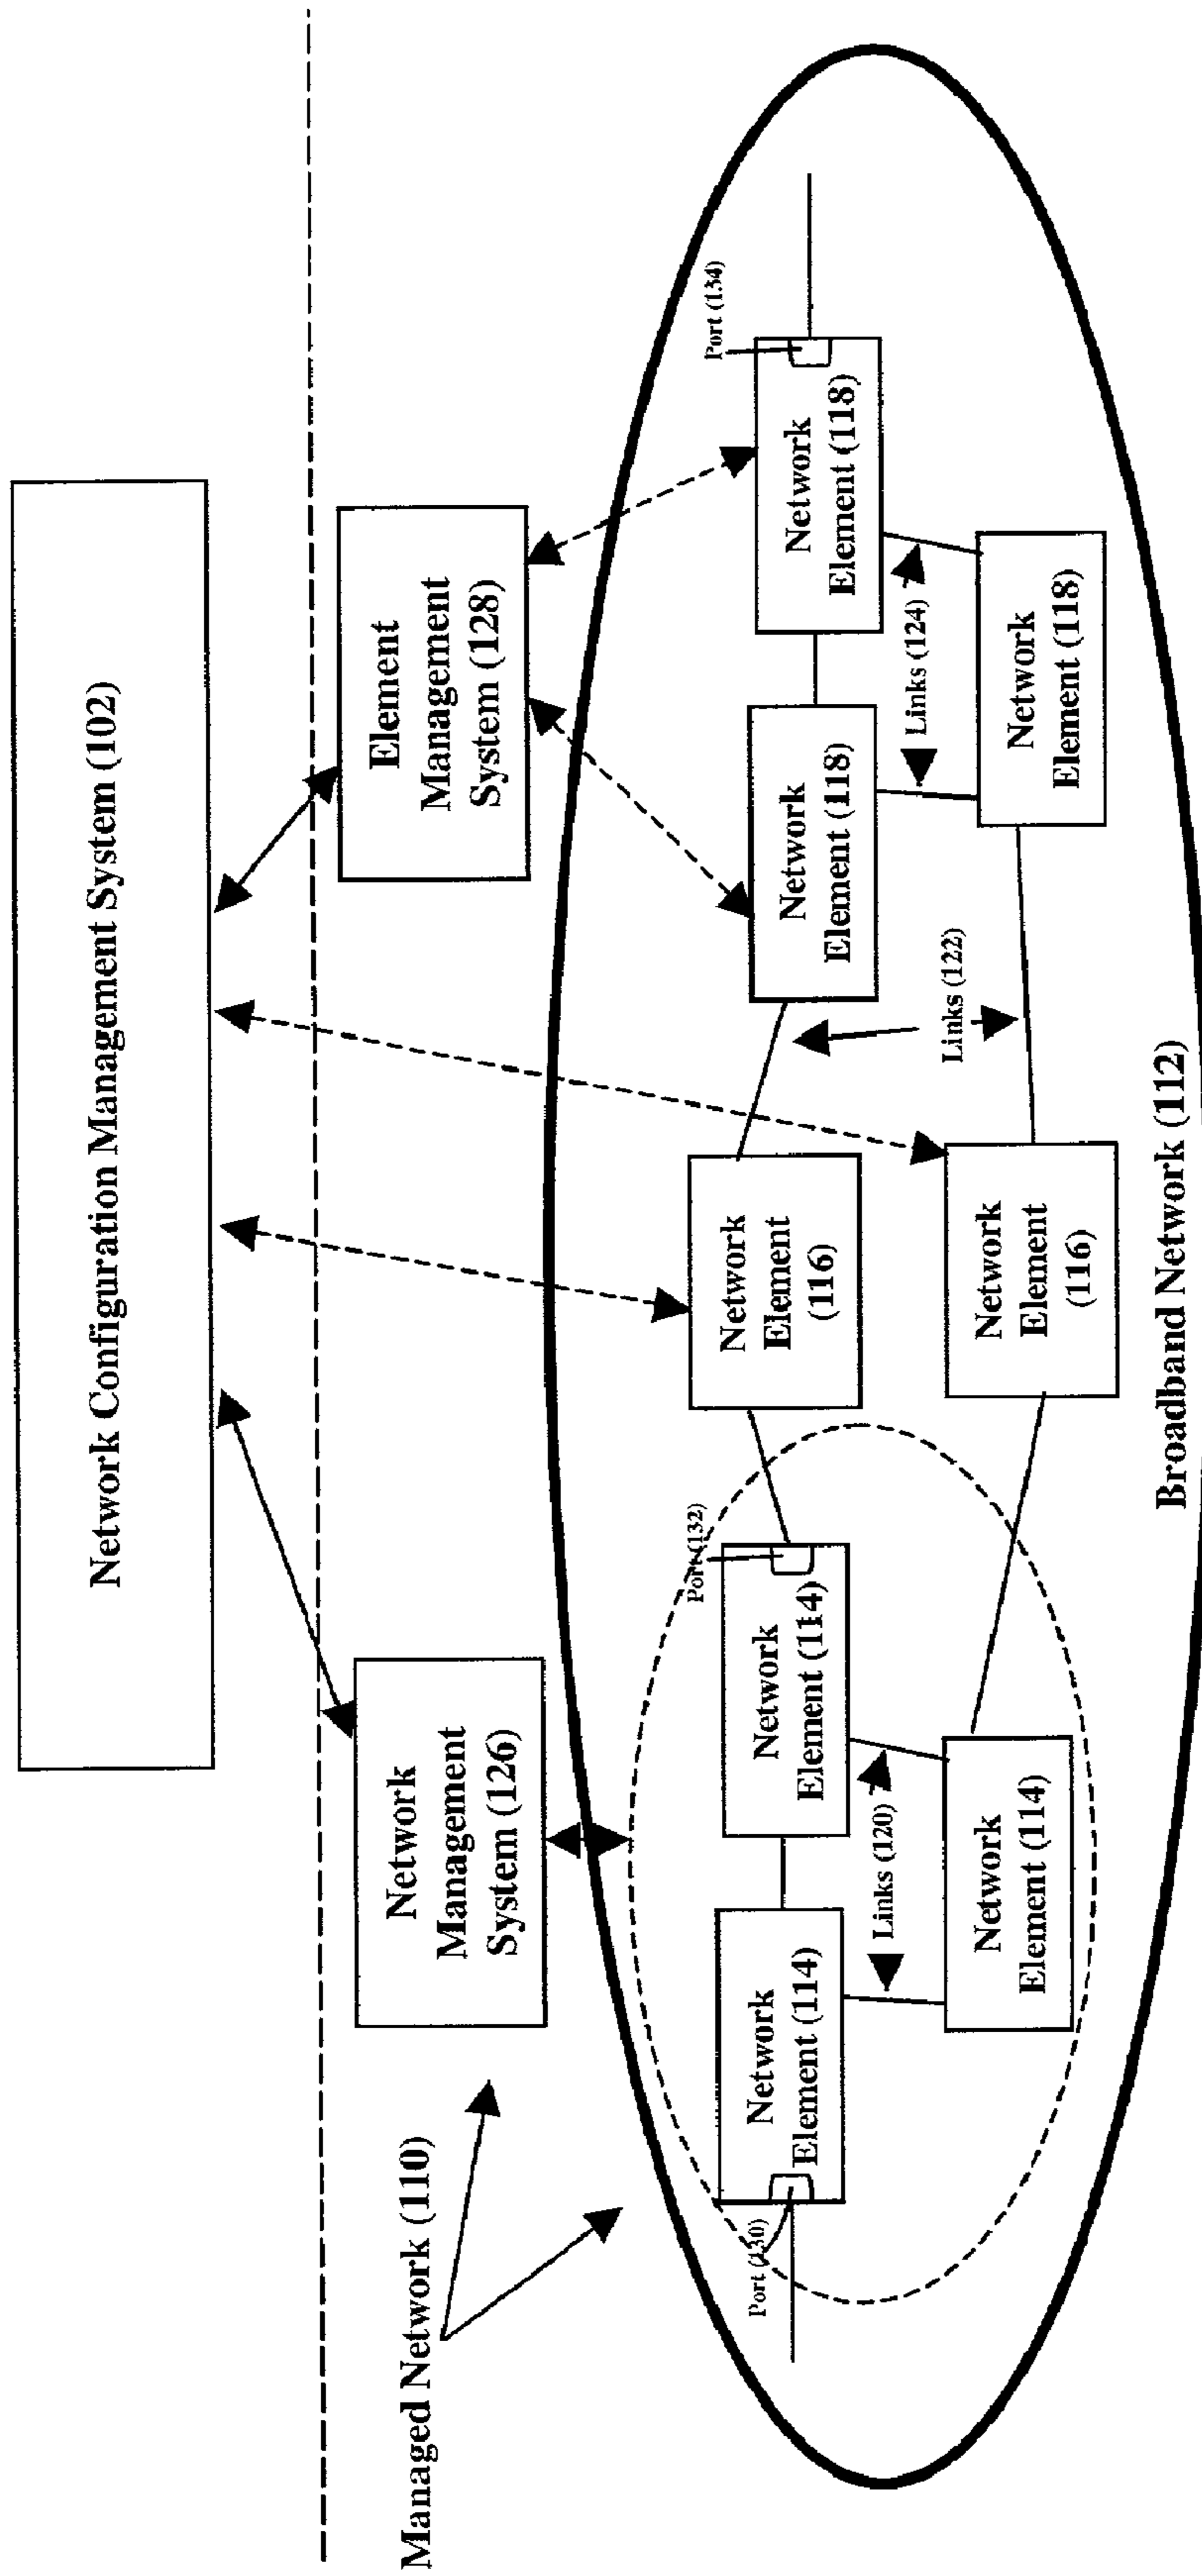 Network Configuration Management System (102)
Managed Network (110)
Network
Management
System (126)
Element
Management
System (128)
Port (130)
Network
Element (114)
Port (132)
Network
Element (114)
Links (120)
Network
Element (114)
Network
Element
(116)
Network
Element
(116)
Links (122)
Network
Element (118)
Port (134)
Network
Element (118)
Links (124)
Network
Element (118)
Broadband Network (112)